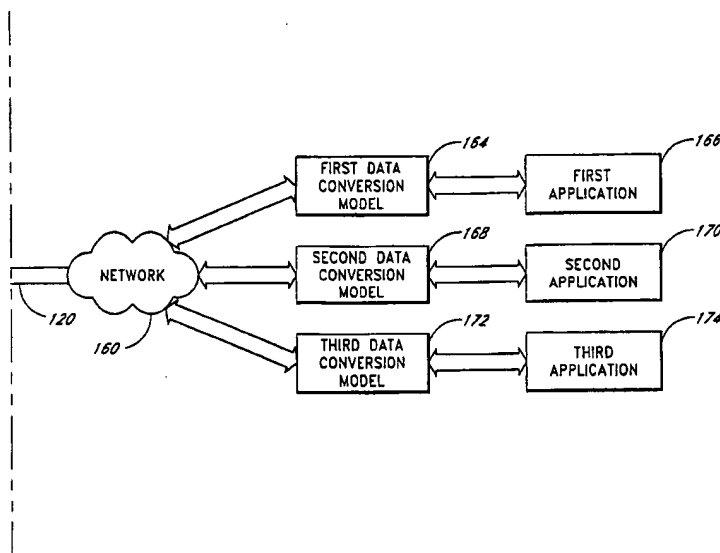 164
FIRST DATA
CONVERSION
MODEL
166
FIRST
APPLICATION
NETWORK
120
160
168
SECOND DATA
CONVERSION
MODEL
170
SECOND
APPLICATION
172
THIRD DATA
CONVERSION
MODEL
174
THIRD
APPLICATION